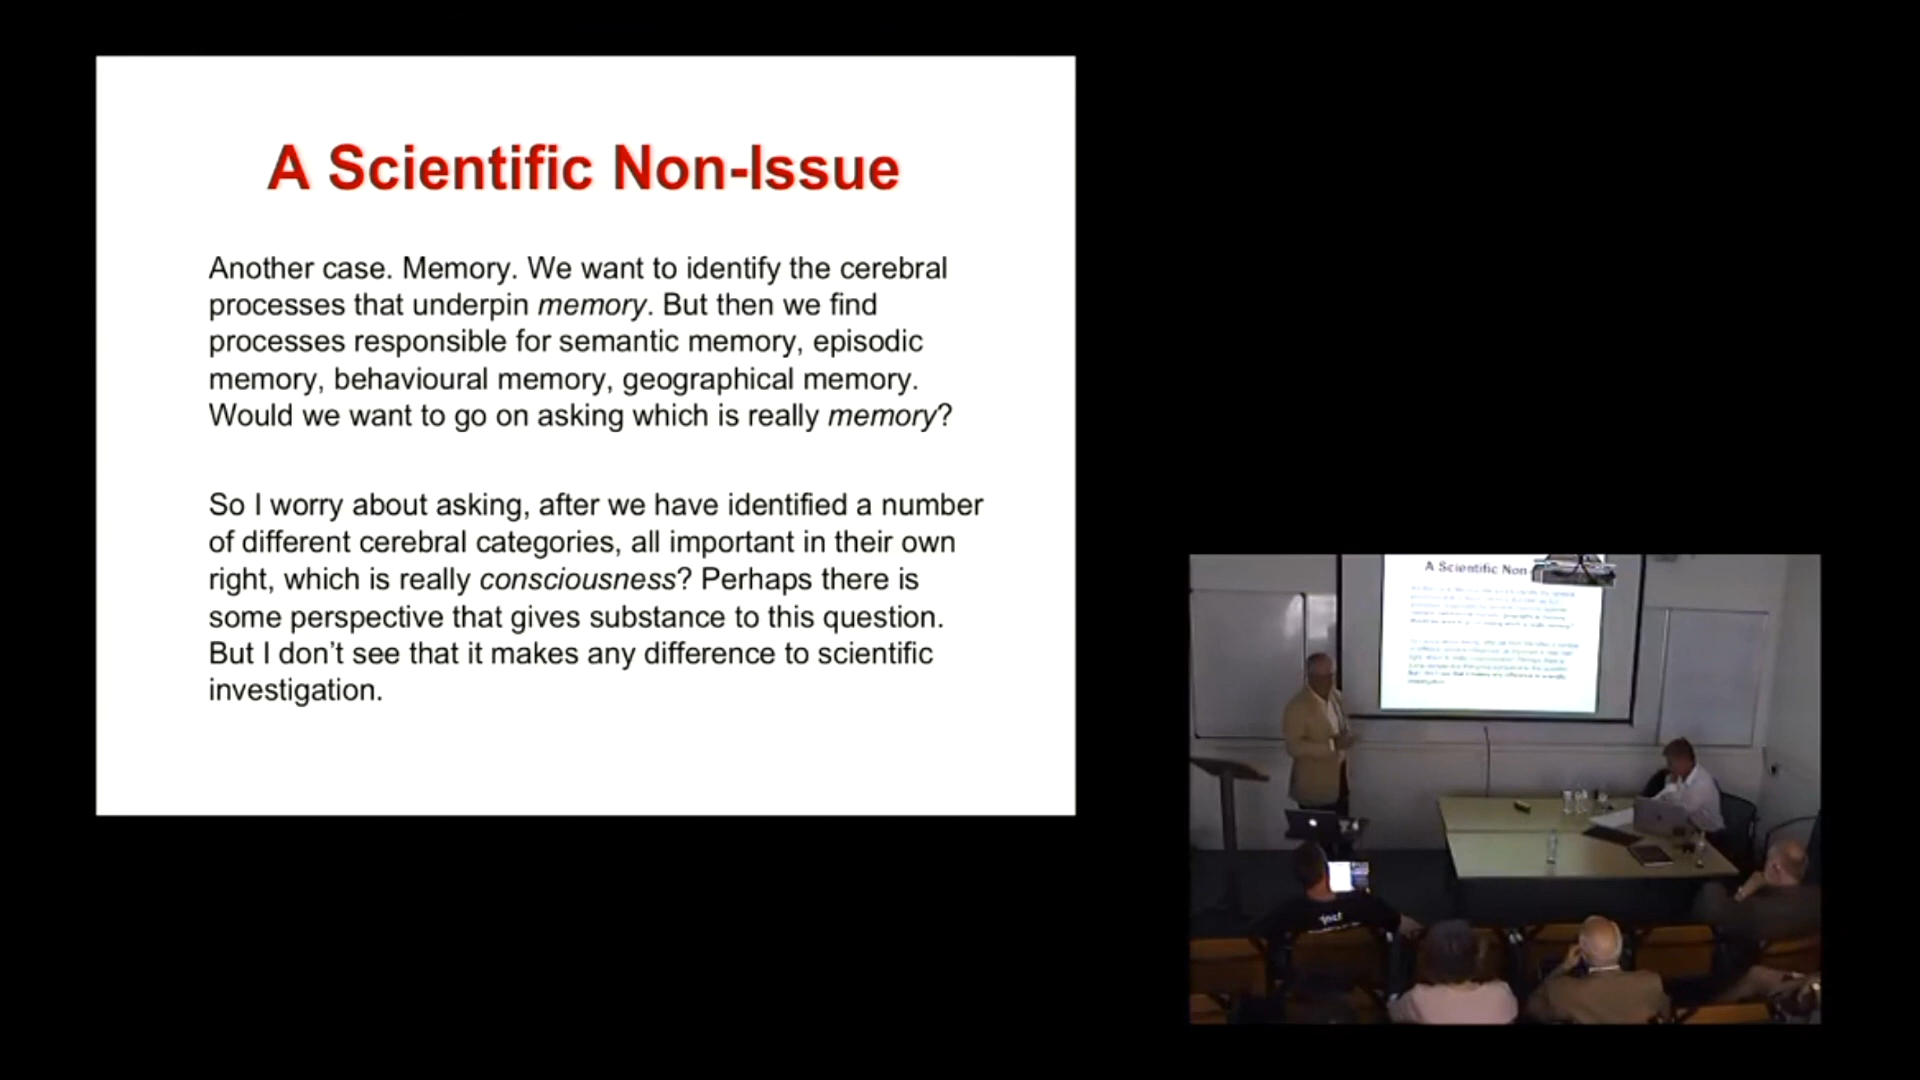 A Scientific Non-Issue
Another case. Memory. We want to identify the cerebral
processes that underpin memory. But then we find
processes responsible for semantic memory, episodic
memory, behavioural memory, geographical memory.
Would we want to go on asking which is really memory?
So I worry about asking, after we have identified a number
of different cerebral categories, all important in their own
right, which is really consciousness? Perhaps there is
some perspective that gives substance to this question.
But I don’t see that it makes any difference to scientific
investigation.
A Scientific Non